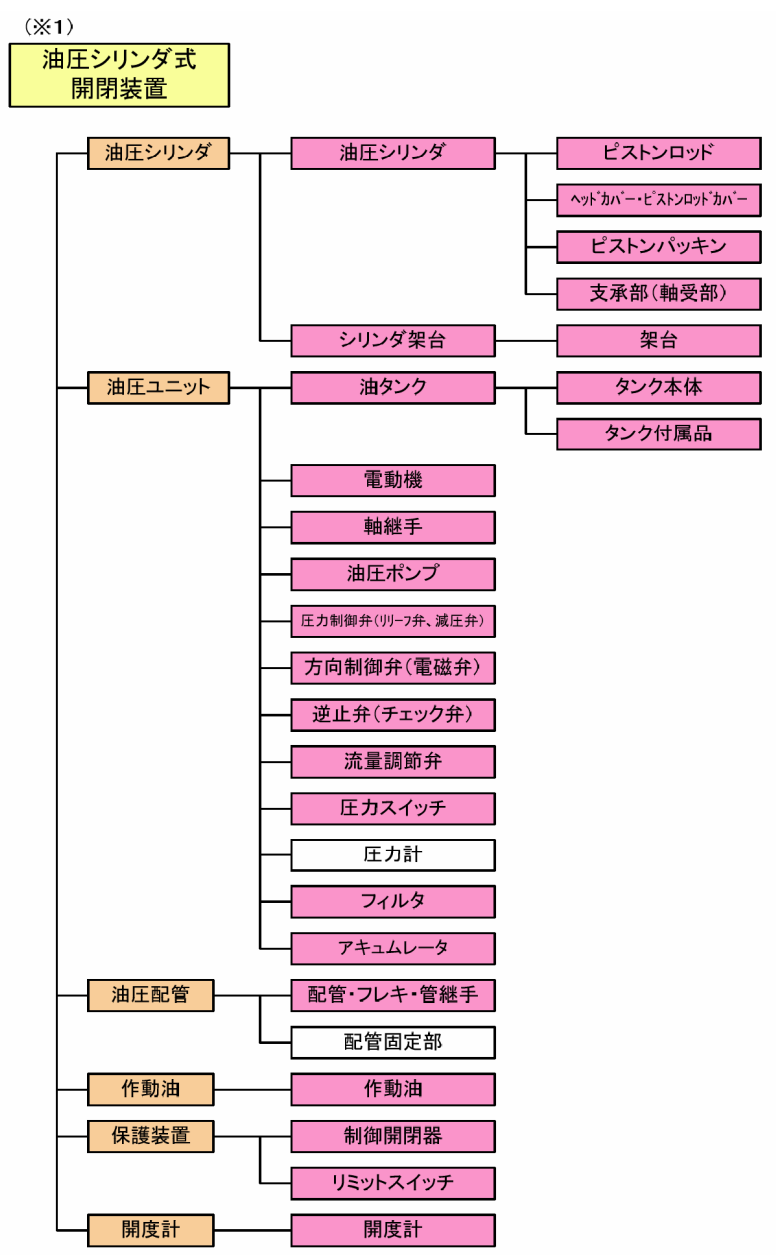 （※1）
油圧シリンダ式
開閉装置
油圧シリンダ
油圧シリンダ
ピストンロッド
ﾍｯﾄﾞｶﾊﾞｰ・ﾋﾟｽﾄﾝﾛｯﾄﾞｶﾊﾞｰ
ピストンパッキン
支承部（軸受部）
シリンダ架台
架台
油圧ユニット
油タンク
タンク本体
タンク付属品
電動機
軸継手
油圧ポンプ
圧力制御弁（ﾘﾘｰﾌ弁、減圧弁）
方向制御弁（電磁弁）
逆止弁（チェック弁）
流量調節弁
圧力スイッチ
圧力計
フィルタ
アキュムレータ
油圧配管
配管・フレキ・管継手
配管固定部
作動油
作動油
保護装置
制御開閉器
リミットスイッチ
開度計
開度計